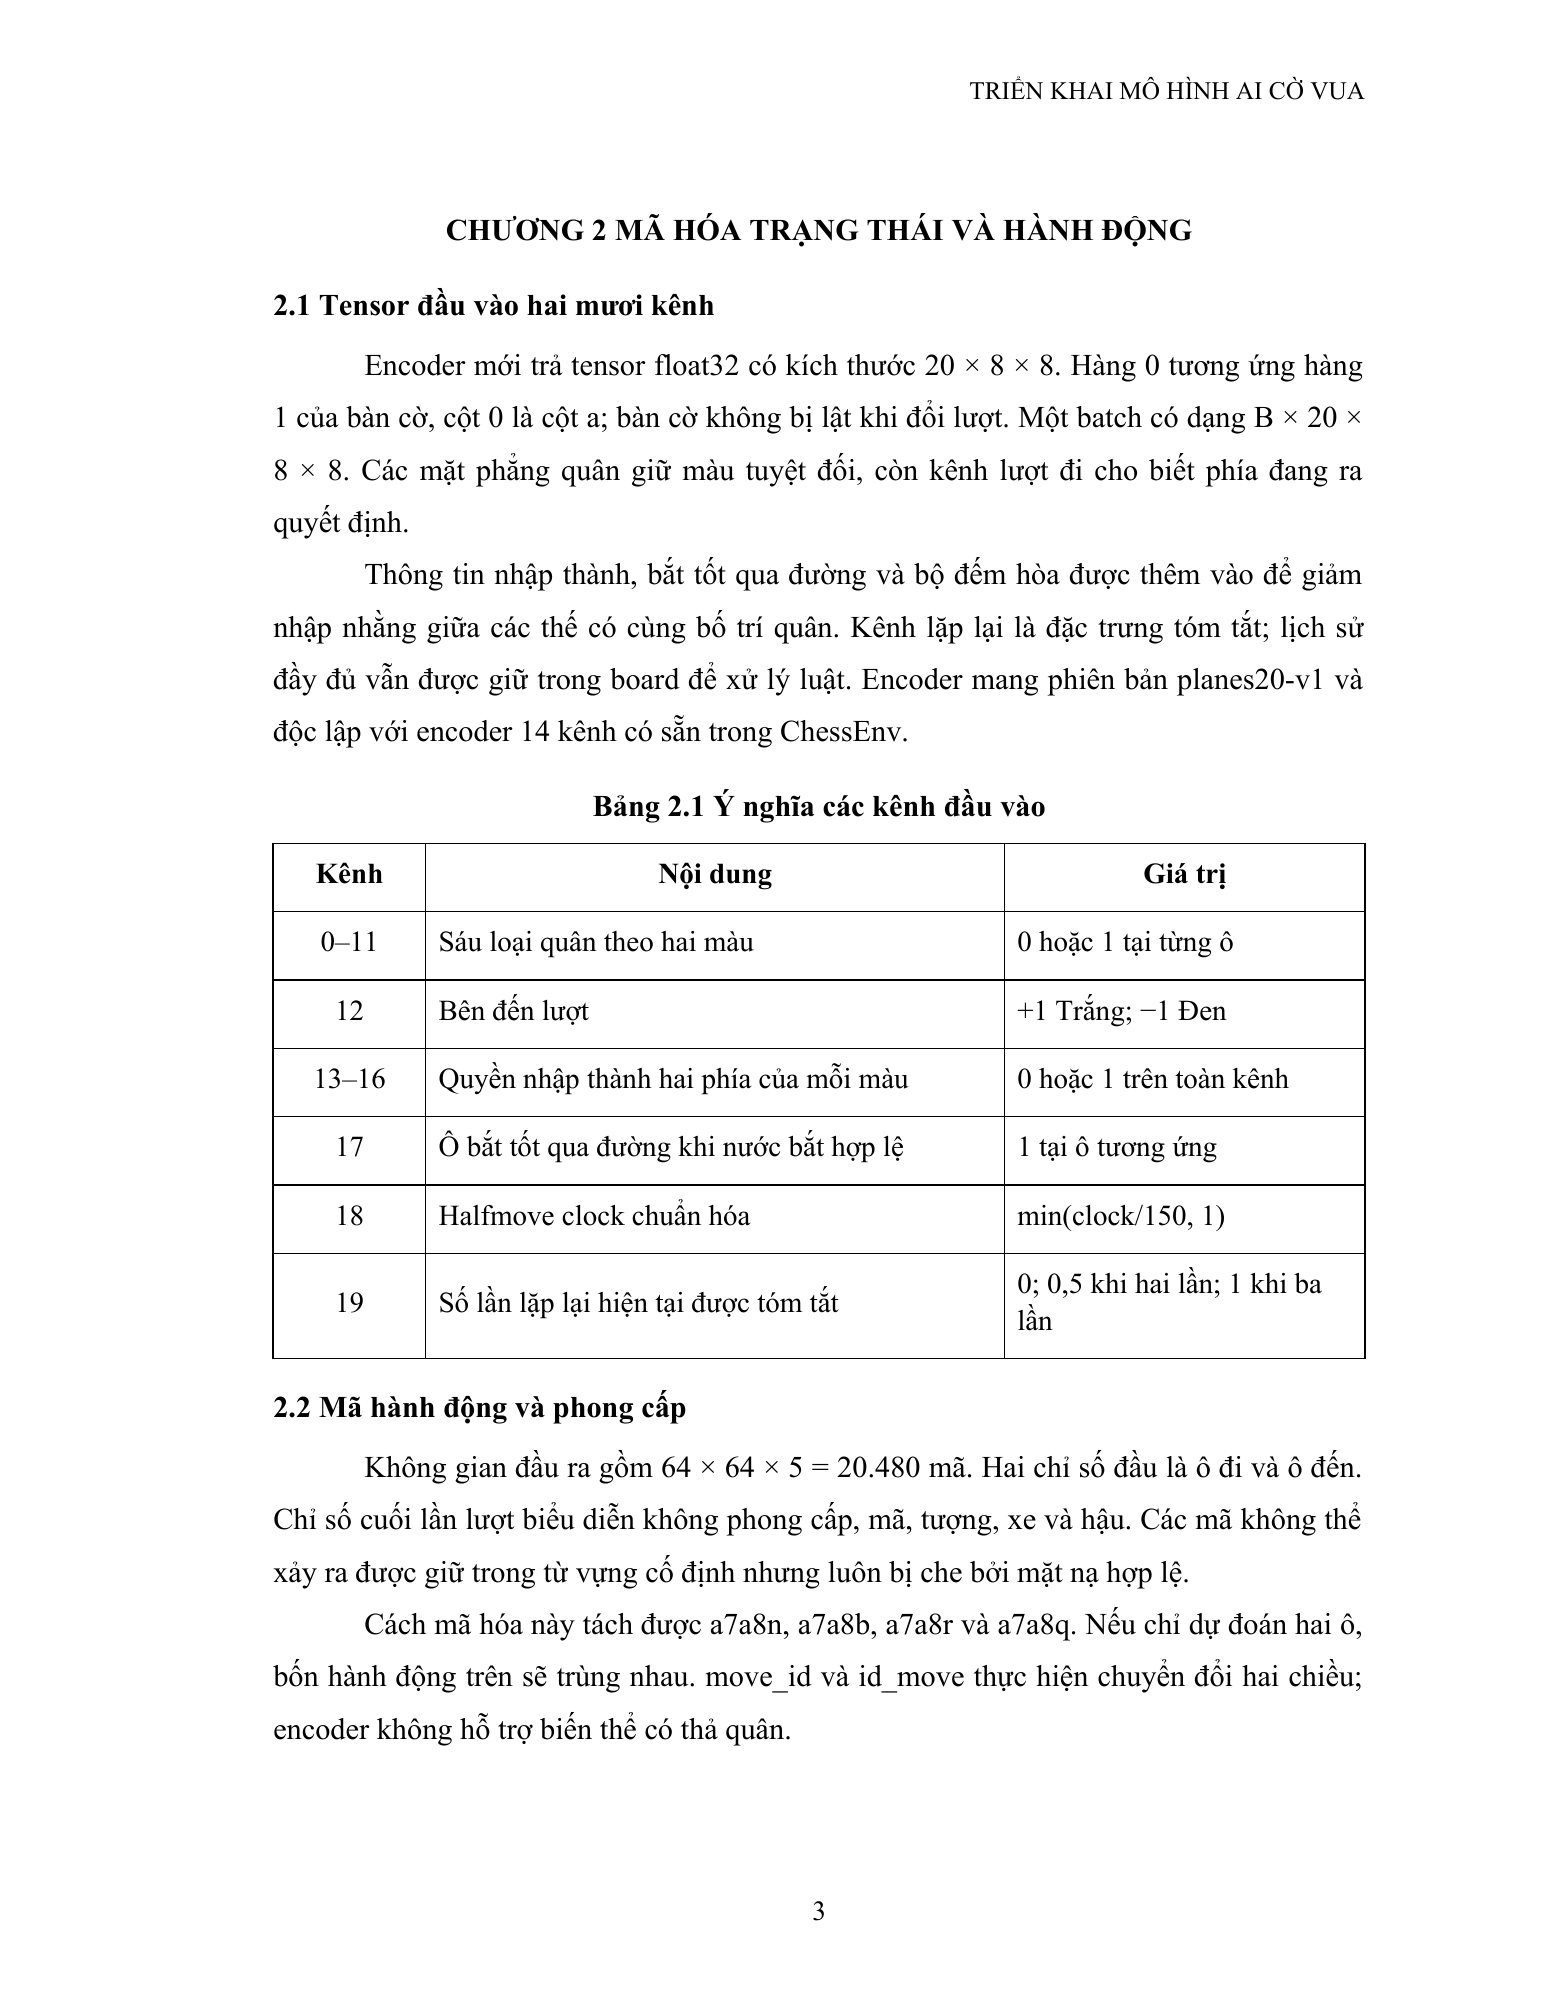 TRIỂN KHAI MÔ HÌNH AI CỜ VUA
CHƯƠNG 2 MÃ HÓA TRẠNG THÁI VÀ HÀNH ĐỘNG
2.1 Tensor đầu vào hai mươi kênh
Encoder mới trả tensor float32 có kích thước 20 × 8 × 8. Hàng 0 tương ứng hàng
1 của bàn cờ, cột 0 là cột a; bàn cờ không bị lật khi đổi lượt. Một batch có dạng B × 20 ×
8 × 8. Các mặt phẳng quân giữ màu tuyệt đối, còn kênh lượt đi cho biết phía đang ra
quyết định.
Thông tin nhập thành, bắt tốt qua đường và bộ đếm hòa được thêm vào để giảm
nhập nhằng giữa các thế có cùng bố trí quân. Kênh lặp lại là đặc trưng tóm tắt; lịch sử
đầy đủ vẫn được giữ trong board để xử lý luật. Encoder mang phiên bản planes20-v1 và
độc lập với encoder 14 kênh có sẵn trong ChessEnv.
Bảng 2.1 Ý nghĩa các kênh đầu vào
Kênh Nội dung Giá trị
0–11 Sáu loại quân theo hai màu 0 hoặc 1 tại từng ô
12 Bên đến lượt +1 Trắng; −1 Đen
13–16 Quyền nhập thành hai phía của mỗi màu 0 hoặc 1 trên toàn kênh
17 Ô bắt tốt qua đường khi nước bắt hợp lệ 1 tại ô tương ứng
18 Halfmove clock chuẩn hóa min(clock/150, 1)
19 Số lần lặp lại hiện tại được tóm tắt 0; 0,5 khi hai lần; 1 khi ba
lần
2.2 Mã hành động và phong cấp
Không gian đầu ra gồm 64 × 64 × 5 = 20.480 mã. Hai chỉ số đầu là ô đi và ô đến.
Chỉ số cuối lần lượt biểu diễn không phong cấp, mã, tượng, xe và hậu. Các mã không thể
xảy ra được giữ trong từ vựng cố định nhưng luôn bị che bởi mặt nạ hợp lệ.
Cách mã hóa này tách được a7a8n, a7a8b, a7a8r và a7a8q. Nếu chỉ dự đoán hai ô,
bốn hành động trên sẽ trùng nhau. move_id và id_move thực hiện chuyển đổi hai chiều;
encoder không hỗ trợ biến thể có thả quân.
3